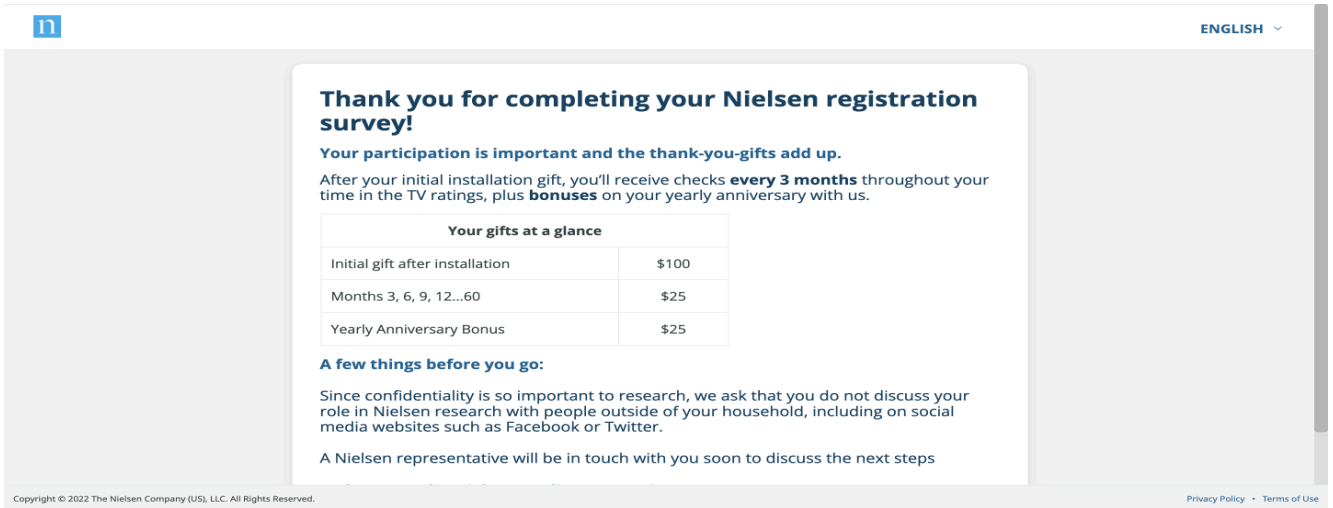 n
ENGLISH
Thank you for completing your Nielsen registration
survey!
Your participation is important and the thank-you-gifts add up.
After your initial installation gift, you'll receive checks every 3 months throughout your
time in the TV ratings, plus bonuses on your yearly anniversary with us.
Your gifts at a glance
Initial gift after installation $100
Months 3, 6, 9, 12...60 $25
Yearly Anniversary Bonus $25
A few things before you go:
Since confidentiality is so important to research, we ask that you do not discuss your
role in Nielsen research with people outside of your household, including on social
media websites such as Facebook or Twitter.
A Nielsen representative will be in touch with you soon to discuss the next steps
Copyright © 2022 The Nielsen Company (US), LLC. All Rights Reserved.
Privacy Policy • Terms of Use